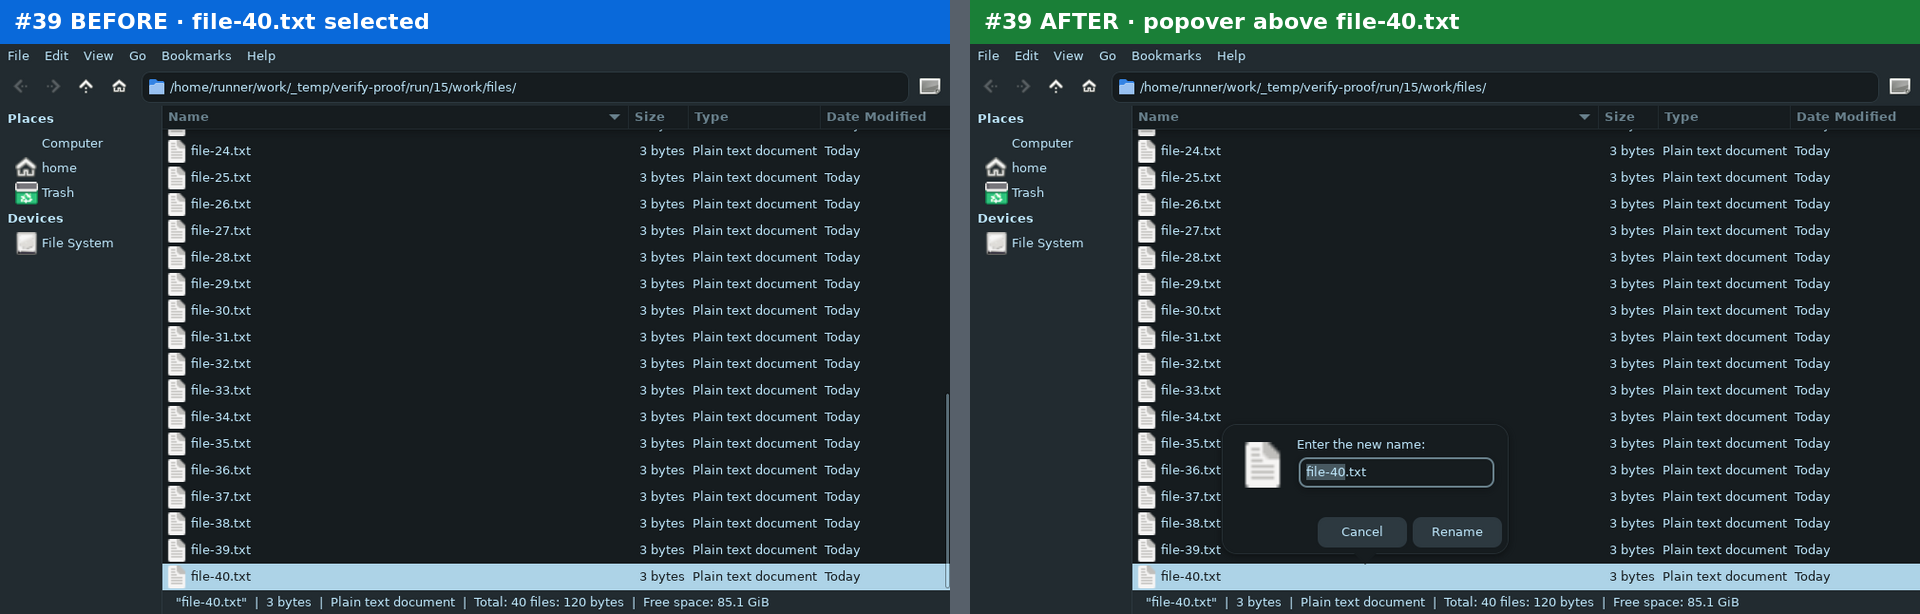 #39 BEFORE · file-40.txt selected
File Edit View Go Bookmarks Help
/home/runner/work/_temp/verify-proof/run/15/work/files/
Places
Computer
home
Trash
Devices
File System
Name Size Type Date Modified
file-24.txt 3 bytes Plain text document Today
file-25.txt 3 bytes Plain text document Today
file-26.txt 3 bytes Plain text document Today
file-27.txt 3 bytes Plain text document Today
file-28.txt 3 bytes Plain text document Today
file-29.txt 3 bytes Plain text document Today
file-30.txt 3 bytes Plain text document Today
file-31.txt 3 bytes Plain text document Today
file-32.txt 3 bytes Plain text document Today
file-33.txt 3 bytes Plain text document Today
file-34.txt 3 bytes Plain text document Today
file-35.txt 3 bytes Plain text document Today
file-36.txt 3 bytes Plain text document Today
file-37.txt 3 bytes Plain text document Today
file-38.txt 3 bytes Plain text document Today
file-39.txt 3 bytes Plain text document Today
file-40.txt 3 bytes Plain text document Today
"file-40.txt" | 3 bytes | Plain text document | Total: 40 files: 120 bytes | Free space: 85.1 GiB
#39 AFTER · popover above file-40.txt
File Edit View Go Bookmarks Help
/home/runner/work/_temp/verify-proof/run/15/work/files/
Places
Computer
home
Trash
Devices
File System
Name Size Type Date Modified
file-24.txt 3 bytes Plain text document Today
file-25.txt 3 bytes Plain text document Today
file-26.txt 3 bytes Plain text document Today
file-27.txt 3 bytes Plain text document Today
file-28.txt 3 bytes Plain text document Today
file-29.txt 3 bytes Plain text document Today
file-30.txt 3 bytes Plain text document Today
file-31.txt 3 bytes Plain text document Today
file-32.txt 3 bytes Plain text document Today
file-33.txt 3 bytes Plain text document Today
file-34.txt 3 bytes Plain text document Today
file-35.txt 3 bytes Plain text document Today
file-36.txt 3 bytes Plain text document Today
file-37.txt 3 bytes Plain text document Today
file-38.txt 3 bytes Plain text document Today
file-39.txt 3 bytes Plain text document Today
file-40.txt 3 bytes Plain text document Today
Enter the new name:
file-40.txt
Cancel Rename
"file-40.txt" | 3 bytes | Plain text document | Total: 40 files: 120 bytes | Free space: 85.1 GiB